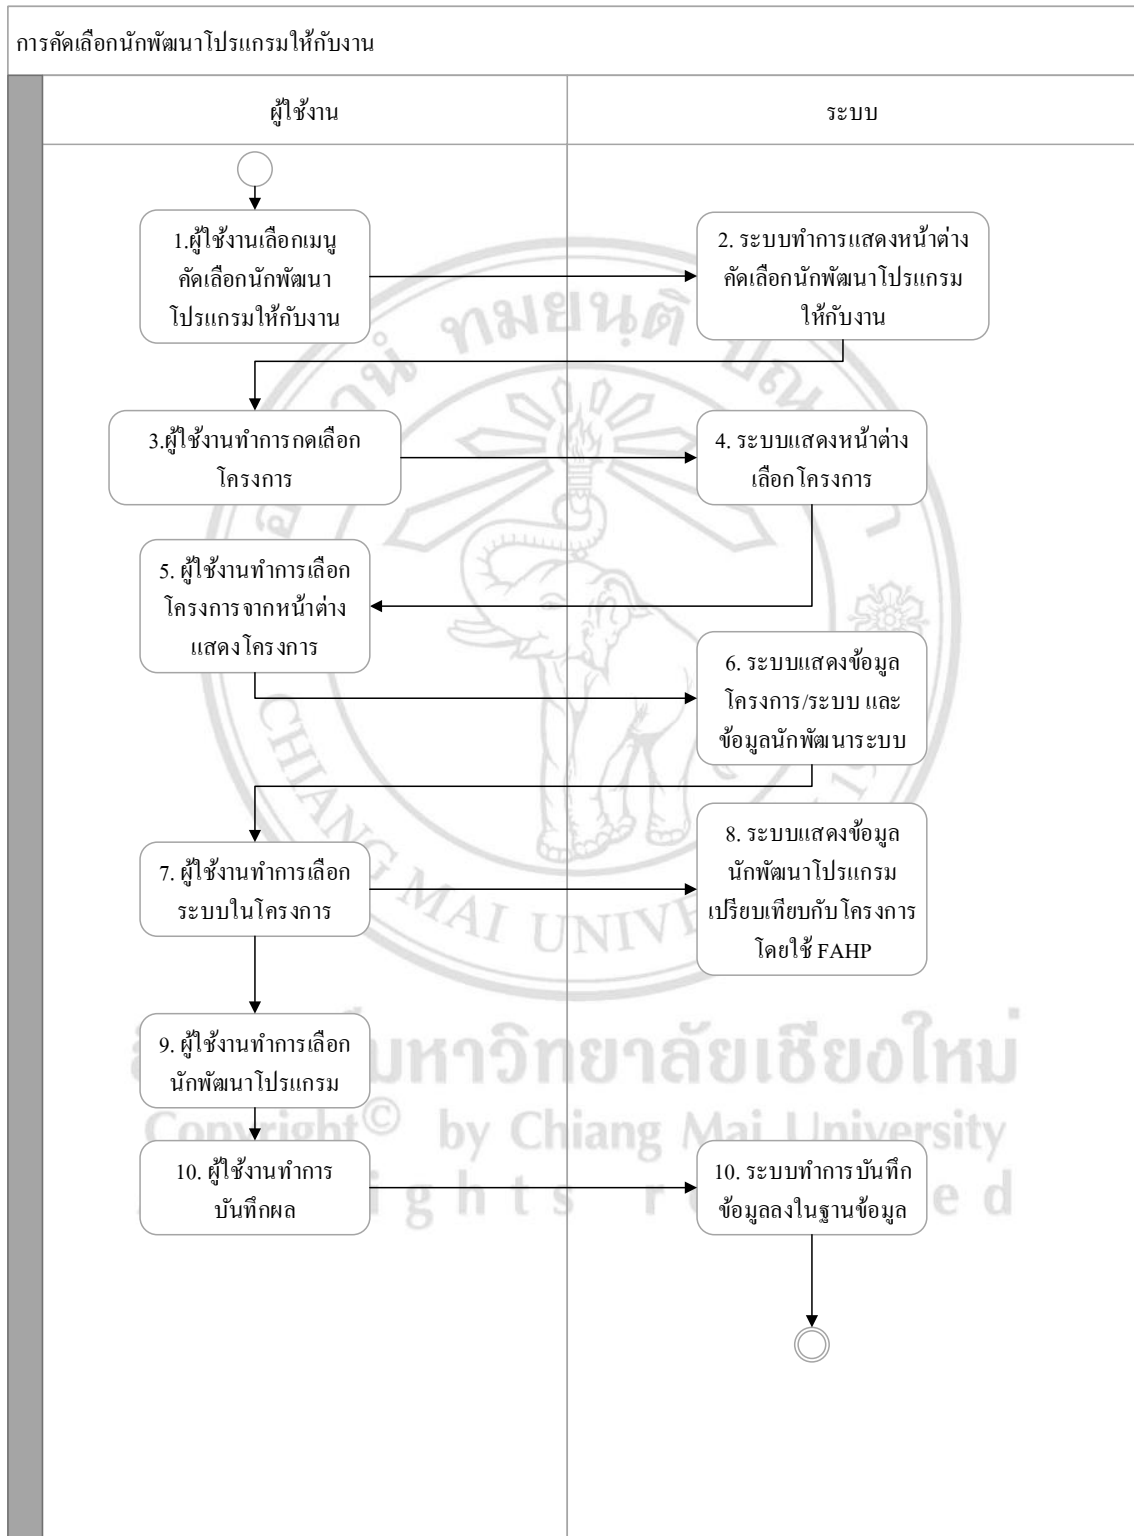 การคัดเลือกนักพัฒนาโปรแกรมให้กับงาน
ผู้ใช้งาน
ระบบ
1.ผู้ใช้งานเลือกเมนู
คัดเลือกนักพัฒนา
โปรแกรมให้กับงาน
2. ระบบทำการแสดงหน้าต่าง
คัดเลือกนักพัฒนาโปรแกรม
ให้กับงาน
3.ผู้ใช้งานทำการกดเลือก
โครงการ
4. ระบบแสดงหน้าต่าง
เลือกโครงการ
5. ผู้ใช้งานทำการเลือก
โครงการจากหน้าต่าง
แสดงโครงการ
6. ระบบแสดงข้อมูล
โครงการ/ระบบ และ
ข้อมูลนักพัฒนาระบบ
7. ผู้ใช้งานทำการเลือก
ระบบในโครงการ
8. ระบบแสดงข้อมูล
นักพัฒนาโปรแกรม
เปรียบเทียบกับโครงการ
โดยใช้ FAHP
9. ผู้ใช้งานทำการเลือก
นักพัฒนาโปรแกรม
10. ผู้ใช้งานทำการ
บันทึกผล
10. ระบบทำการบันทึก
ข้อมูลลงในฐานข้อมูล
CHIANG MAI
มหาวิทยาลัยเชียงใหม่
Copyright© by Chiang Mai University